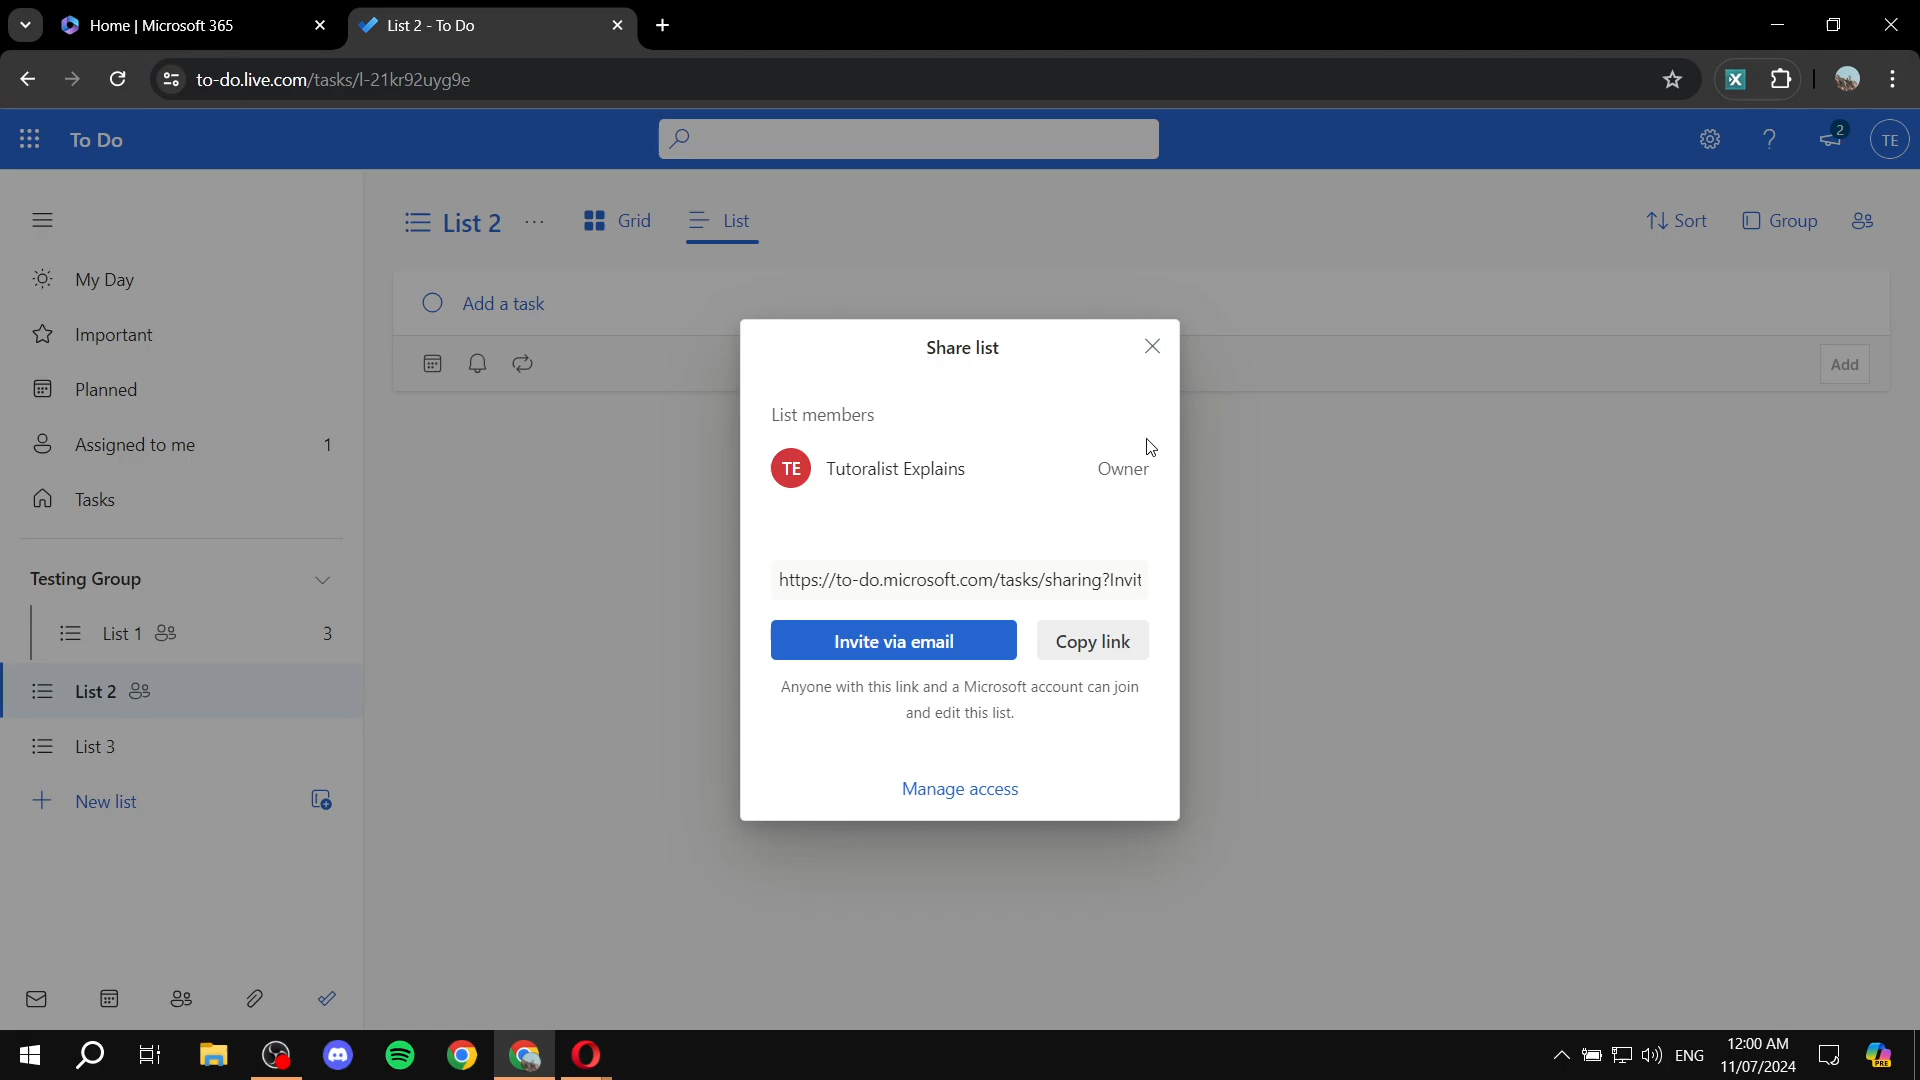 Home | Microsoft 365
List 2 - To Do
to-do.live.com/tasks/l-21kr92uyg9e
To Do
2
TE
List 2
Grid
List
Sort
Group
My Day
Add a task
Important
Share list
Add
Planned
List members
Assigned to me 1
TE Tutoralist Explains Owner
Tasks
Testing Group
https://to-do.microsoft.com/tasks/sharing?Invit
List 1 3
Invite via email
Copy link
List 2
Anyone with this link and a Microsoft account can join
and edit this list.
List 3
Manage access
New list
ENG
12:00 AM
11/07/2024
PRE